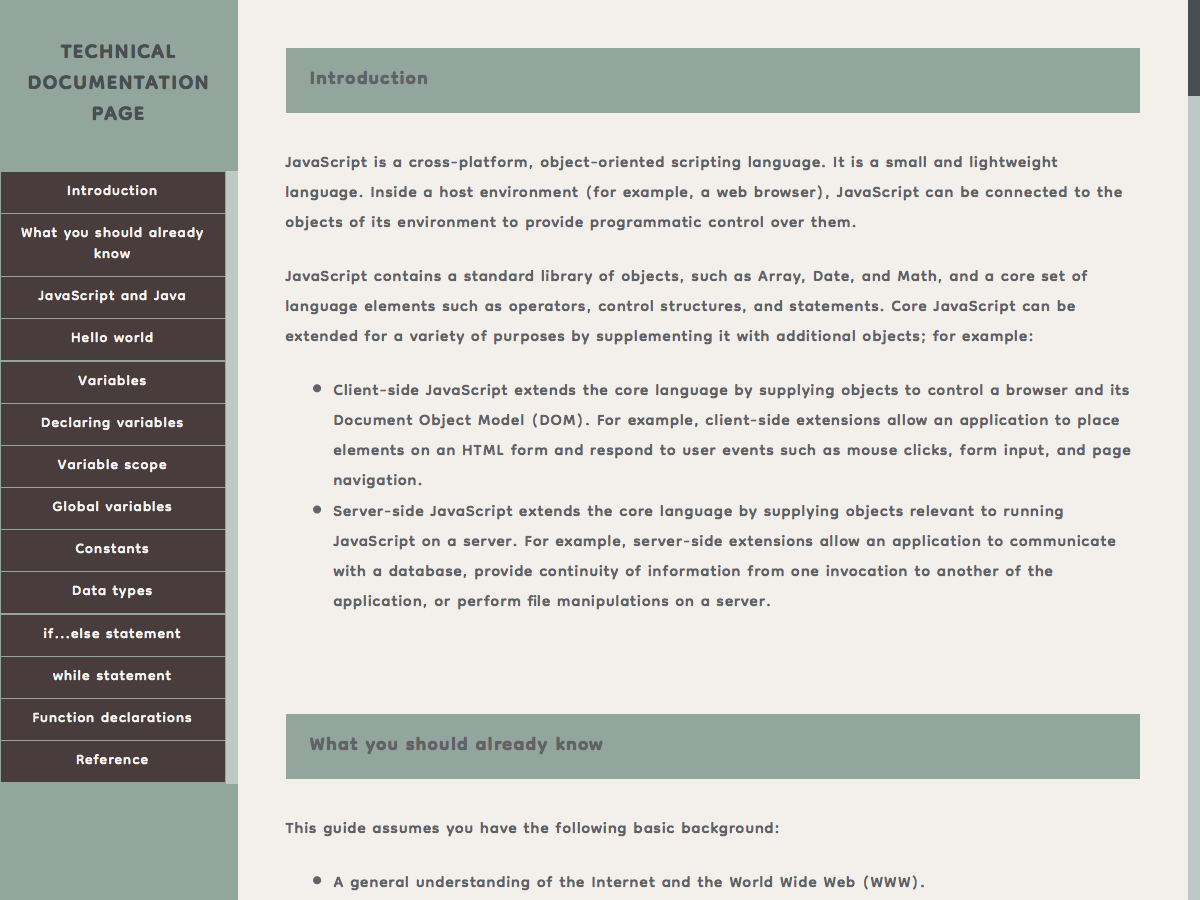 TECHNICAL
DOCUMENTATION
PAGE
Introduction
What you should already
know
JavaScript and Java
Hello world
Variables
Declaring variables
Variable scope
Global variables
Constants
Data types
if...else statement
while statement
Function declarations
Reference
Introduction
JavaScript is a cross-platform, object-oriented scripting language. It is a small and lightweight
language. Inside a host environment (for example, a web browser), JavaScript can be connected to the
objects of its environment to provide programmatic control over them.
JavaScript contains a standard library of objects, such as Array, Date, and Math, and a core set of
language elements such as operators, control structures, and statements. Core JavaScript can be
extended for a variety of purposes by supplementing it with additional objects; for example:
• Client-side JavaScript extends the core language by supplying objects to control a browser and its
Document Object Model (DOM). For example, client-side extensions allow an application to place
elements on an HTML form and respond to user events such as mouse clicks, form input, and page
navigation.
• Server-side JavaScript extends the core language by supplying objects relevant to running
JavaScript on a server. For example, server-side extensions allow an application to communicate
with a database, provide continuity of information from one invocation to another of the
application, or perform file manipulations on a server.
What you should already know
This guide assumes you have the following basic background:
• A general understanding of the Internet and the World Wide Web (WWW).